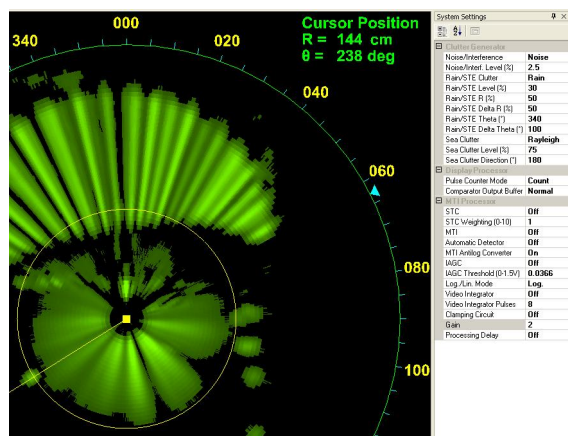 000
340
020
Cursor Position
R = 144 cm
θ = 238 deg
040
060
080
100
System Settings
Clutter Generator
Noise/Interference Noise
Noise/Interf. Level (%) 2.5
Rain/STE Clutter Rain
Rain/STE Level (%) 30
Rain/STE R (%) 50
Rain/STE Delta R (%) 50
Rain/STE Theta (°) 340
Rain/STE Delta Theta (°) 100
Sea Clutter Rayleigh
Sea Clutter Level (%) 75
Sea Clutter Direction (°) 180
Display Processor
Pulse Counter Mode Count
Comparator Output Buffer Normal
MTI Processor
STC Off
STC Weighting (0-10) 1
MTI Off
Automatic Detector Off
MTI Antilog Converter On
IAGC Off
IAGC Threshold (0-1.5V) 0.0366
Log./Lin. Mode Log.
Video Integrator Off
Video Integrator Pulses 8
Clamping Circuit Off
Gain 2
Processing Delay Off